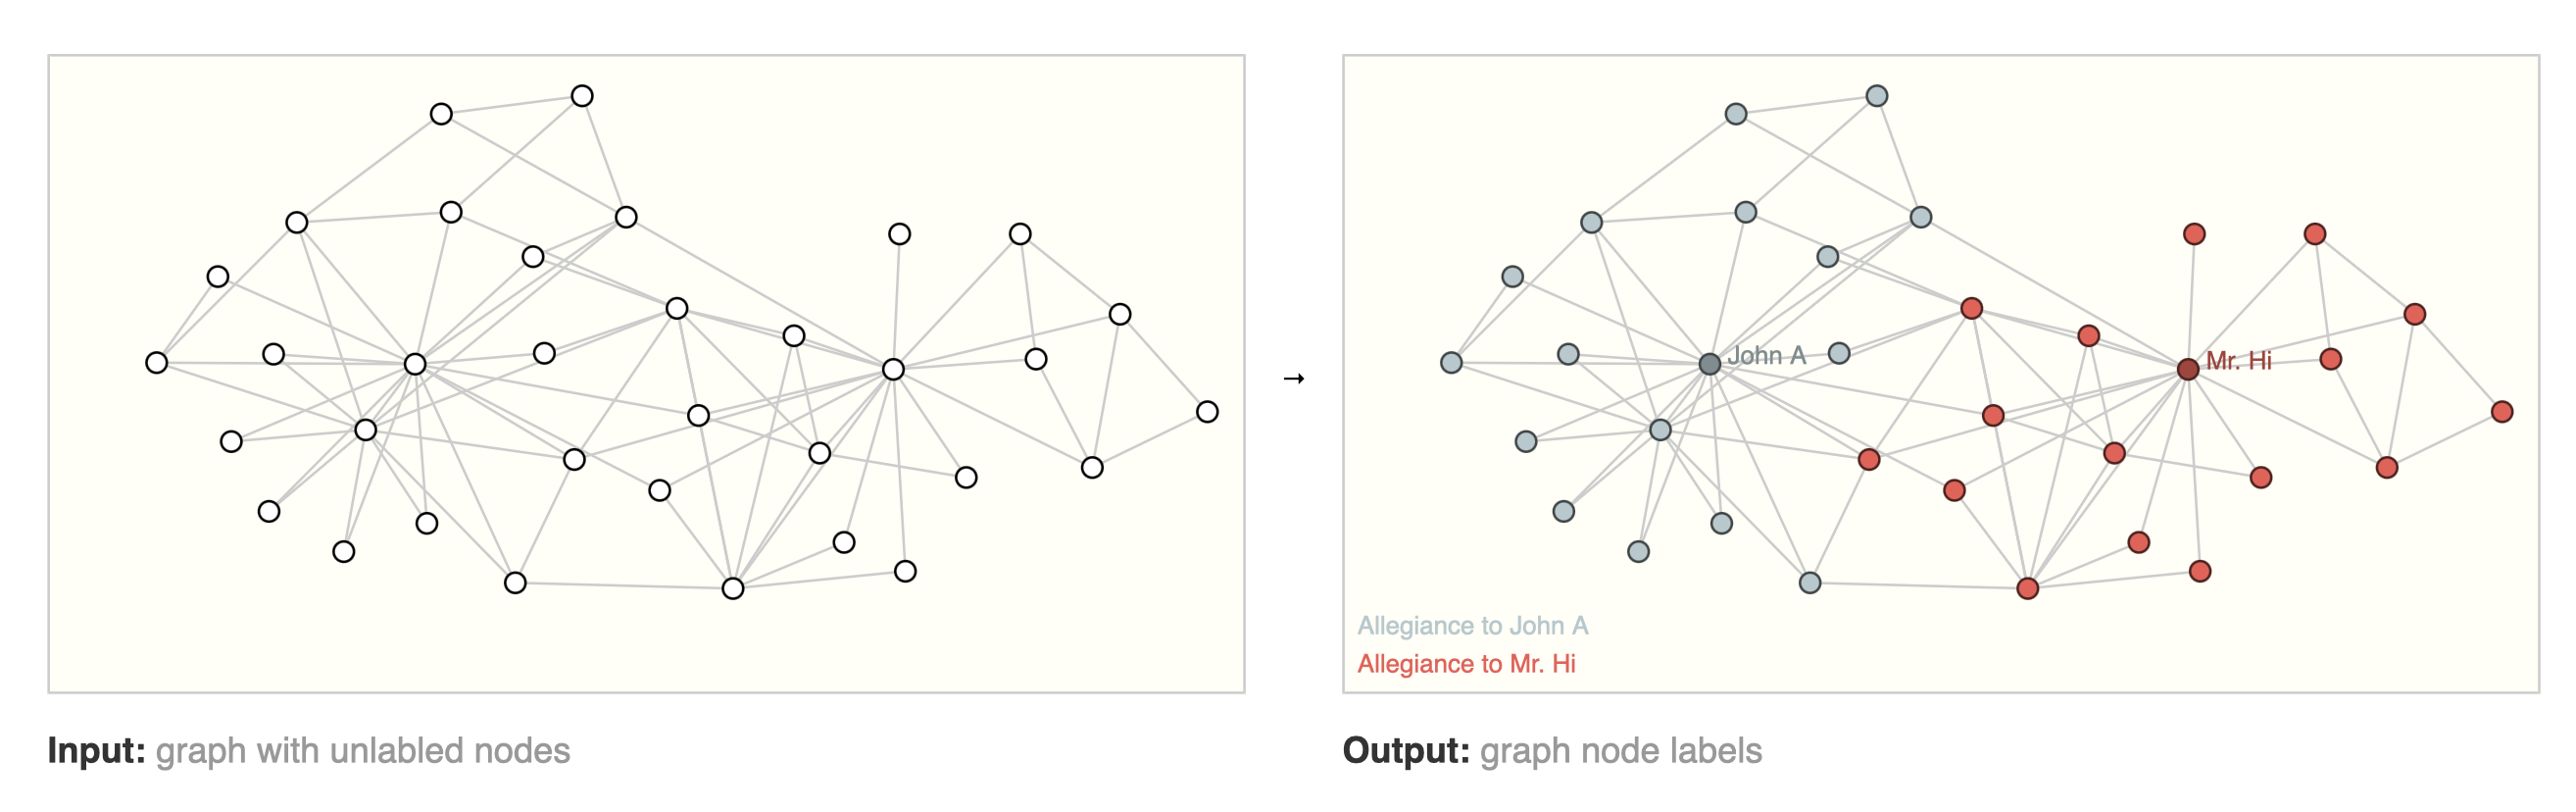 John A
Mr. Hi
→
Allegiance to John A
Allegiance to Mr. Hi
Input: graph with unlabled nodes
Output: graph node labels